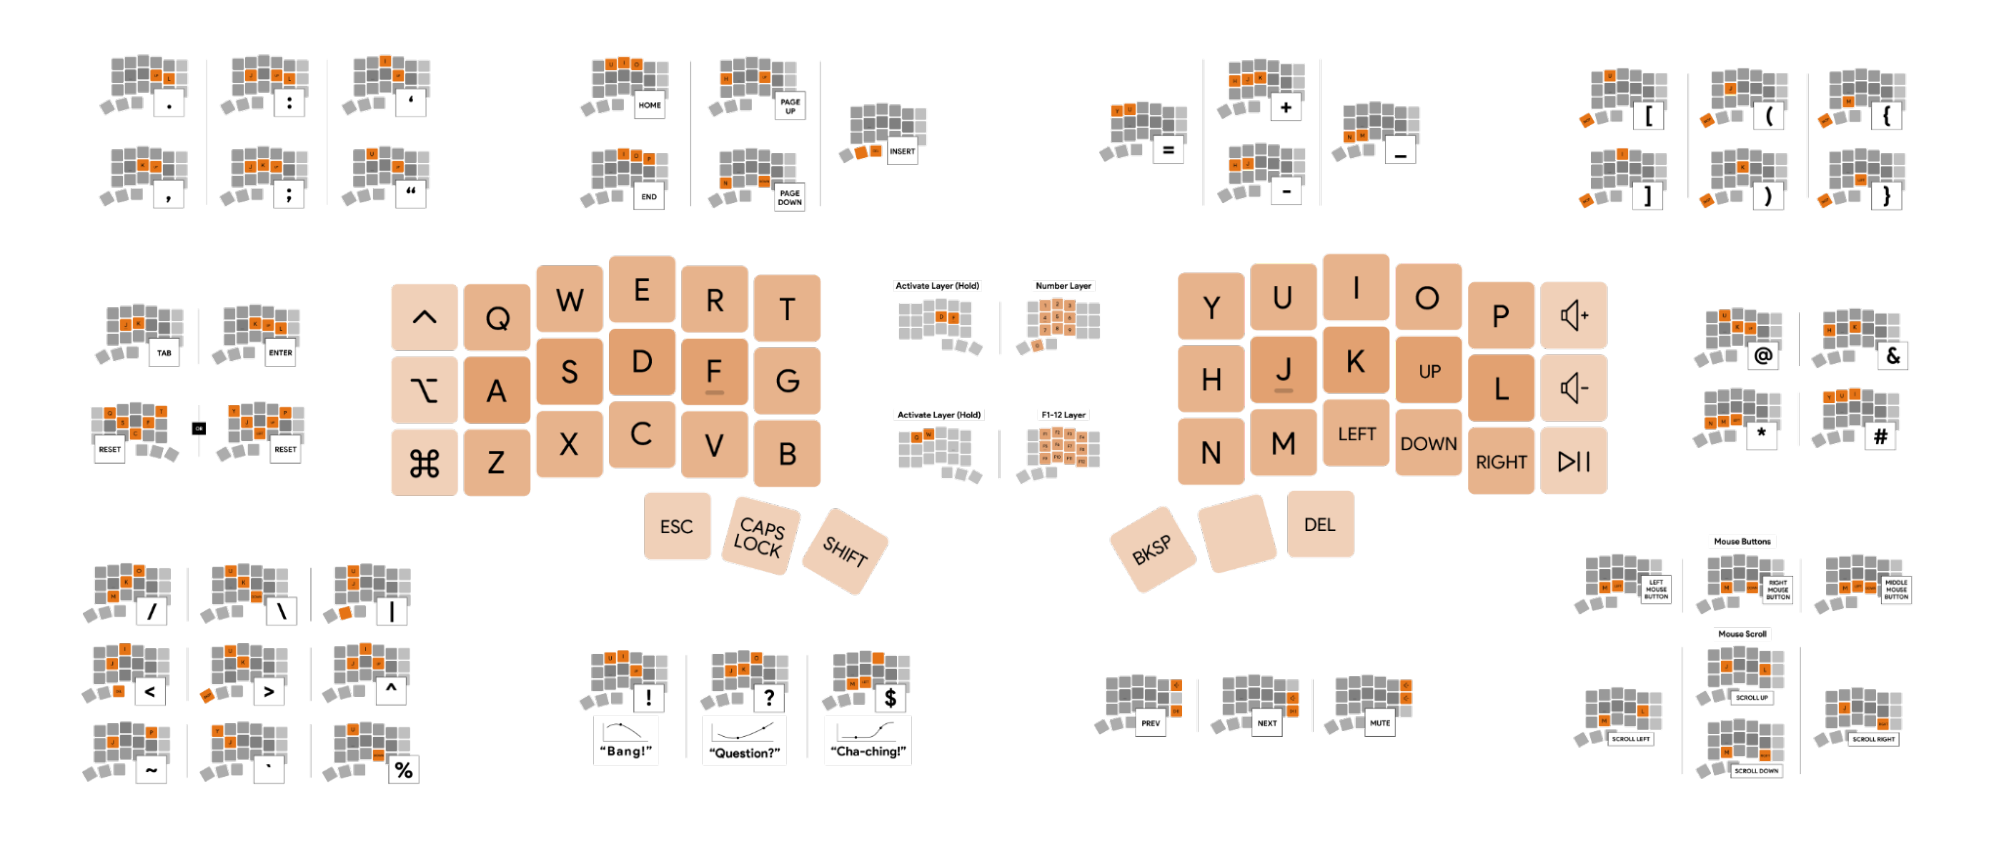 .
:
‘
,
;
“
HOME
PAGE
UP
INSERT
END
PAGE
DOWN
=
+
-
_
[
(
{
]
)
}
TAB
ENTER
RESET
OR
RESET
^ Q W E R T
⌥ A S D F G
⌘ Z X C V B
ESC
CAPS
LOCK
SHIFT
Activate Layer (Hold)
Number Layer
Activate Layer (Hold)
F1-12 Layer
Y U I O P
H J K UP L
N M LEFT DOWN RIGHT
BKSP
DEL
@
&
*
#
/
\
|
<
>
^
~
`
%
!
?
$
“Bang!”
“Question?”
“Cha-ching!”
PREV
NEXT
MUTE
Mouse Buttons
LEFT
MOUSE
BUTTON
RIGHT
MOUSE
BUTTON
MIDDLE
MOUSE
BUTTON
Mouse Scroll
SCROLL UP
SCROLL LEFT
SCROLL RIGHT
SCROLL DOWN